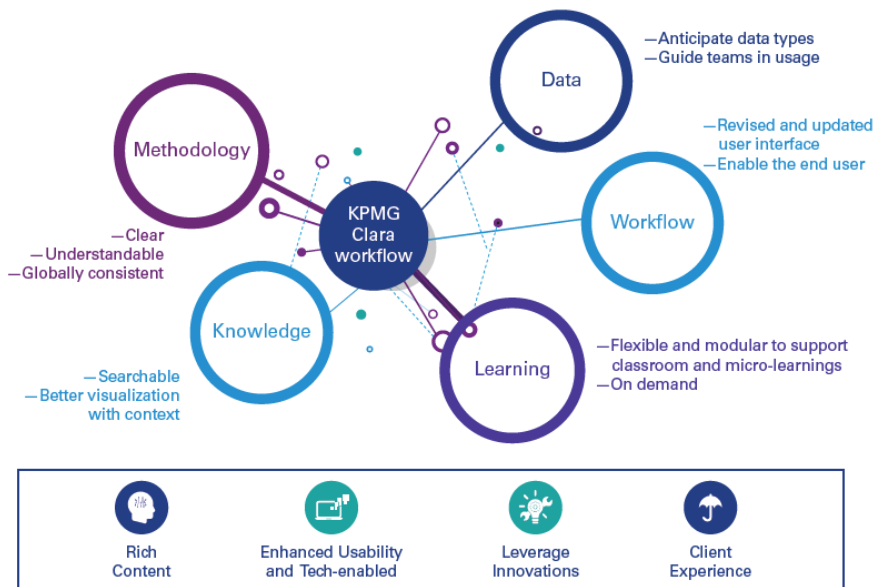 Data
—Anticipate data types
—Guide teams in usage
Methodology
—Clear
—Understandable
—Globally consistent
KPMG
Clara
workflow
Workflow
—Revised and updated
user interface
—Enable the end user
Knowledge
—Searchable
—Better visualization
with context
Learning
—Flexible and modular to support
classroom and micro-learnings
—On demand
Rich
Content
Enhanced Usability
and Tech-enabled
Leverage
Innovations
Client
Experience